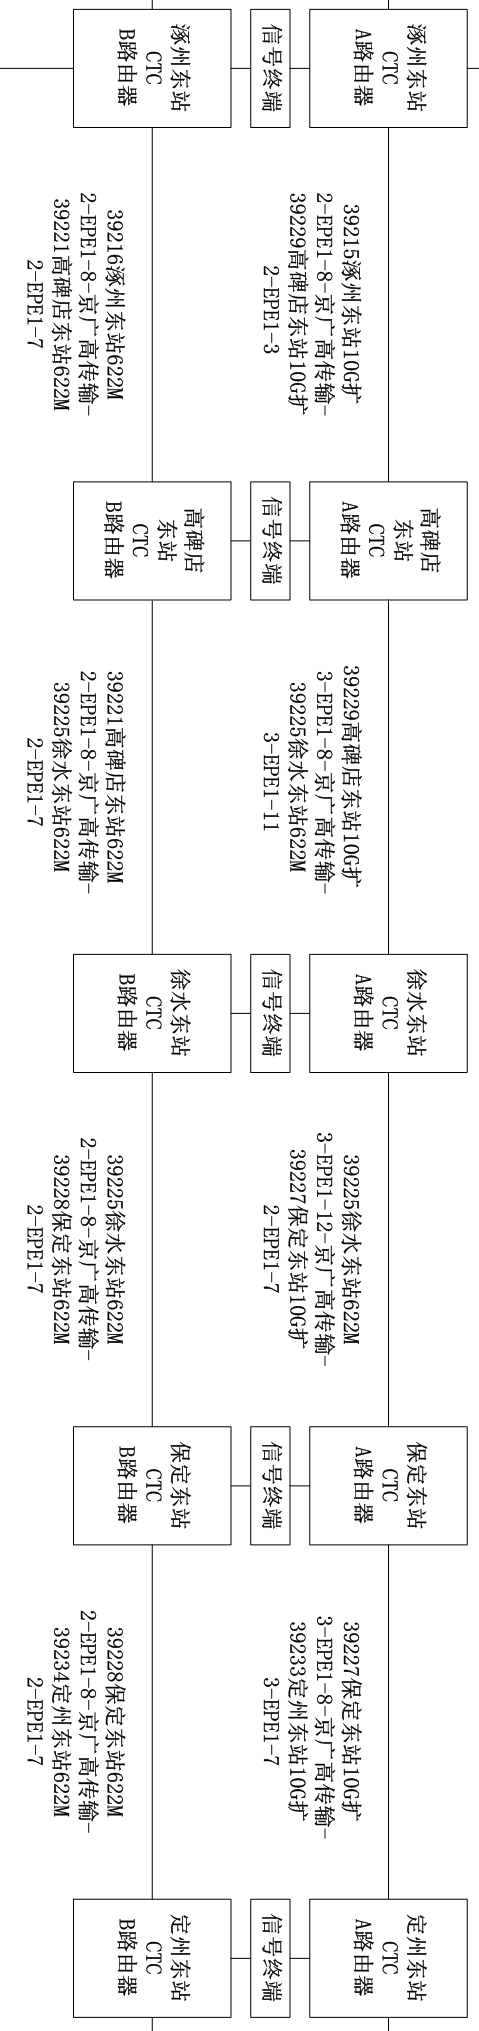 涿州东站
CTC
A路由器
39215涿州东站10G扩
2-EPE1-8-京广高传输-
39229高碑店东站10G扩
2-EPE1-3
高碑店
东站
CTC
A路由器
39229高碑店东站10G扩
3-EPE1-8-京广高传输-
39225徐水东站622M
3-EPE1-11
徐水东站
CTC
A路由器
39225徐水东站622M
3-EPE1-12-京广高传输-
39227保定东站10G扩
2-EPE1-7
保定东站
CTC
A路由器
39227保定东站10G扩
3-EPE1-8-京广高传输-
39233定州东站10G扩
3-EPE1-7
定州东站
CTC
A路由器
信号终端
信号终端
信号终端
信号终端
信号终端
涿州东站
CTC
B路由器
39216涿州东站622M
2-EPE1-8-京广高传输-
39221高碑店东站622M
2-EPE1-7
高碑店
东站
CTC
B路由器
39221高碑店东站622M
2-EPE1-8-京广高传输-
39225徐水东站622M
2-EPE1-7
徐水东站
CTC
B路由器
39225徐水东站622M
2-EPE1-8-京广高传输-
39228保定东站622M
2-EPE1-7
保定东站
CTC
B路由器
39228保定东站622M
2-EPE1-8-京广高传输-
39234定州东站622M
2-EPE1-7
定州东站
CTC
B路由器